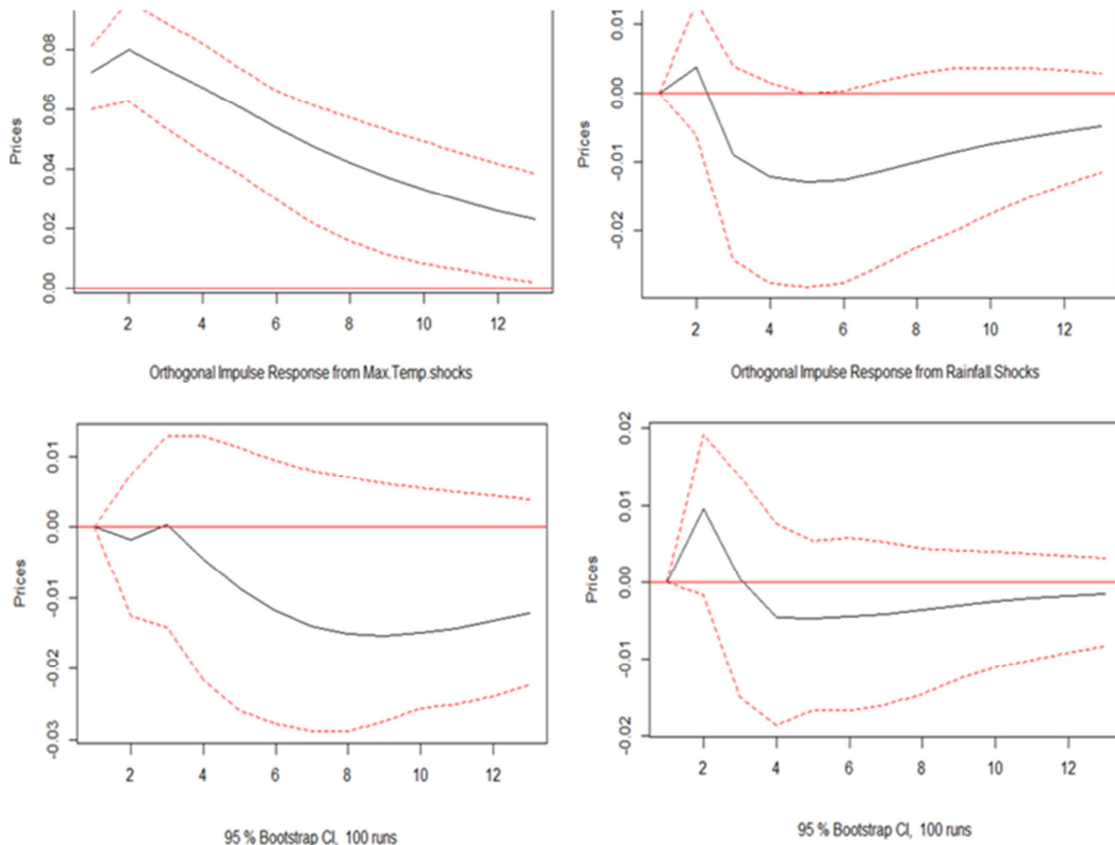 0.00 0.02 0.04 0.06 0.08
Prices
2 4 6 8 10 12
Orthogonal Impulse Response from Max.Temp.shocks
-0.02 -0.01 0.00 0.01
Prices
2 4 6 8 10 12
Orthogonal Impulse Response from Rainfall.Shocks
-0.03 -0.02 -0.01 0.00 0.01
Prices
2 4 6 8 10 12
95 % Bootstrap CI, 100 runs
-0.02 -0.01 0.00 0.01 0.02
Prices
2 4 6 8 10 12
95 % Bootstrap CI, 100 runs